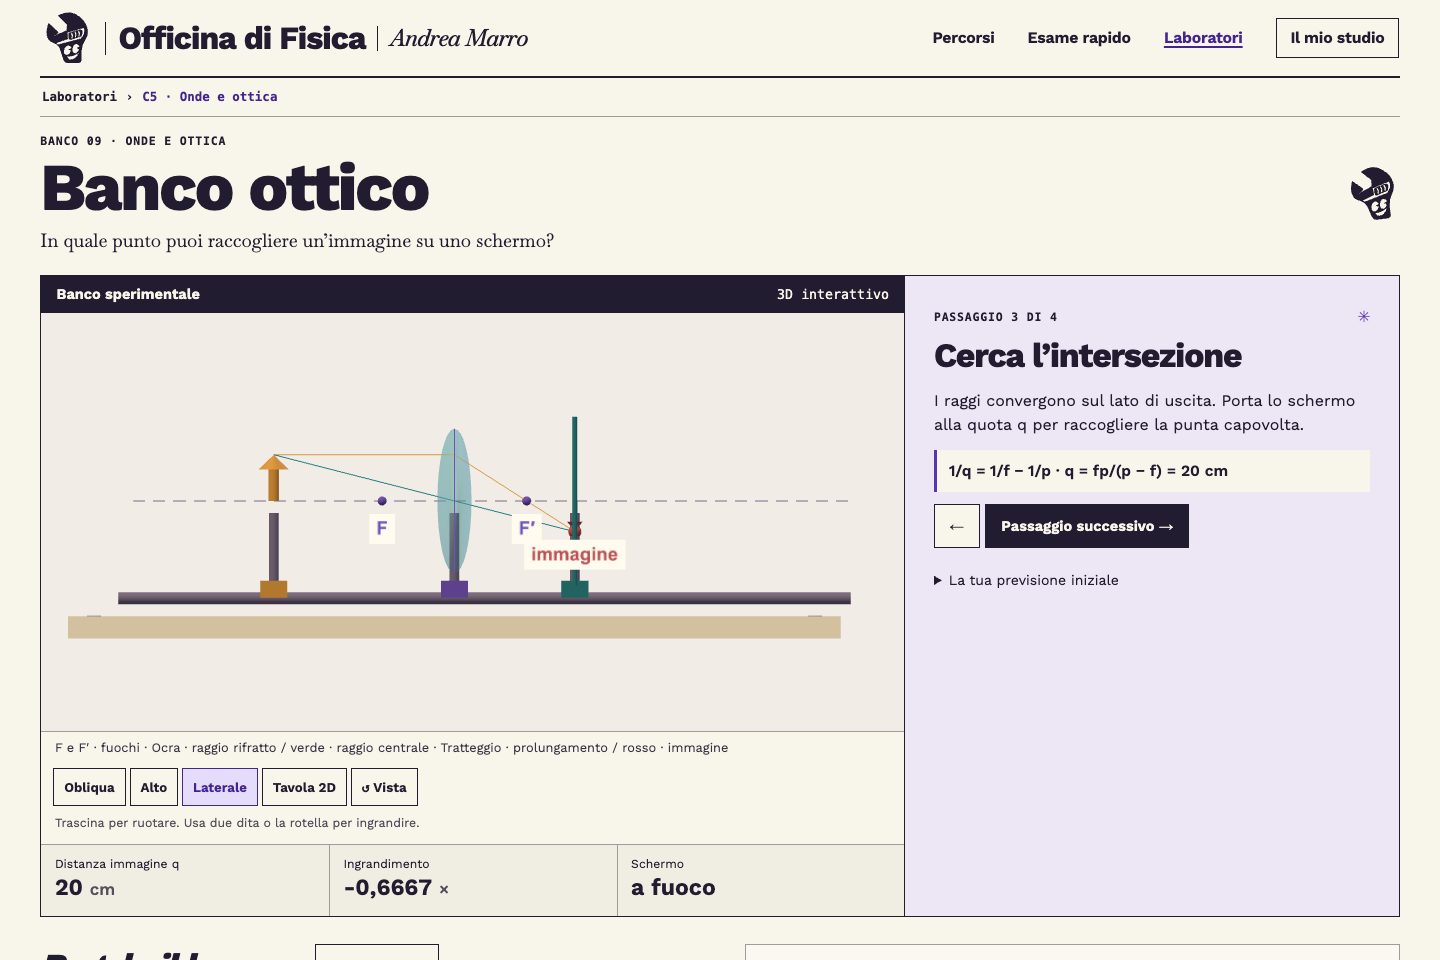 Officina di Fisica
Andrea Marro
Percorsi
Esame rapido
Laboratori
Il mio studio
Laboratori › C5 · Onde e ottica
BANCO 09 · ONDE E OTTICA
Banco ottico
In quale punto puoi raccogliere un’immagine su uno schermo?
Banco sperimentale
3D interattivo
F
F′
immagine
F e F′ · fuochi · Ocra · raggio rifratto / verde · raggio centrale · Tratteggio · prolungamento / rosso · immagine
Obliqua
Alto
Laterale
Tavola 2D
↺ Vista
Trascina per ruotare. Usa due dita o la rotella per ingrandire.
Distanza immagine q
20 cm
Ingrandimento
-0,6667 ×
Schermo
a fuoco
PASSAGGIO 3 DI 4
Cerca l’intersezione
I raggi convergono sul lato di uscita. Porta lo schermo
alla quota q per raccogliere la punta capovolta.
1/q = 1/f − 1/p · q = fp/(p − f) = 20 cm
←
Passaggio successivo →
La tua previsione iniziale